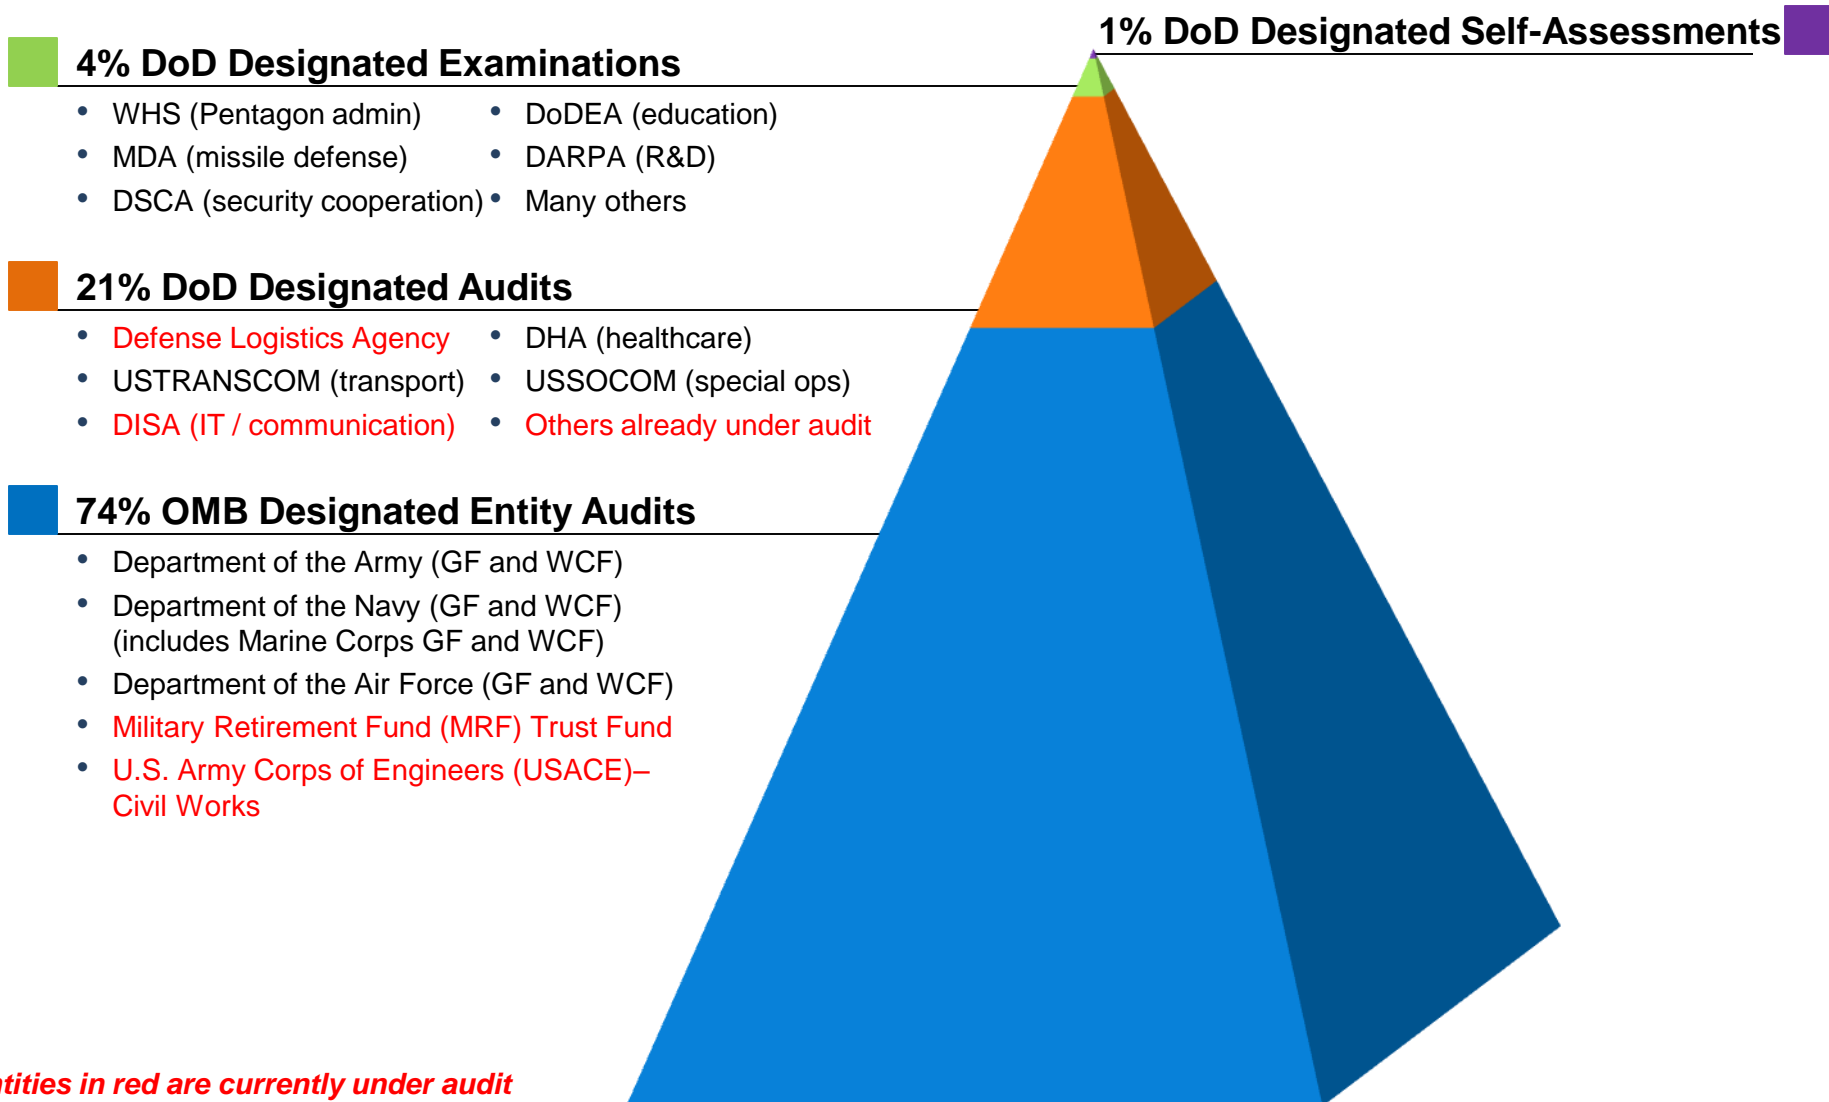 1% DoD Designated Self-Assessments
4% DoD Designated Examinations
• WHS (Pentagon admin)
• MDA (missile defense)
• DSCA (security cooperation)
• DoDEA (education)
• DARPA (R&D)
• Many others
21% DoD Designated Audits
• Defense Logistics Agency
• USTRANSCOM (transport)
• DISA (IT / communication)
• DHA (healthcare)
• USSOCOM (special ops)
• Others already under audit
74% OMB Designated Entity Audits
• Department of the Army (GF and WCF)
• Department of the Navy (GF and WCF)
(includes Marine Corps GF and WCF)
• Department of the Air Force (GF and WCF)
• Military Retirement Fund (MRF) Trust Fund
• U.S. Army Corps of Engineers (USACE)–
Civil Works
in red are currently under audit